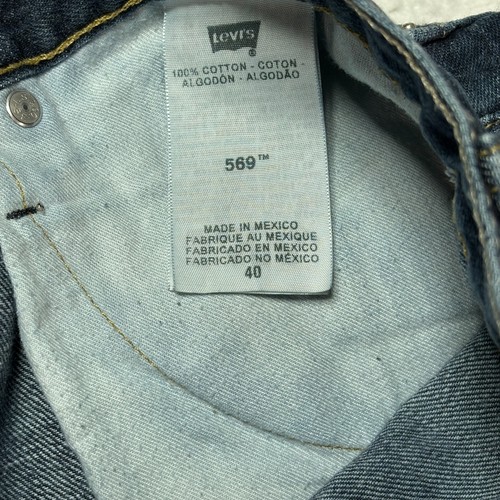 Levi's
®
100% COTTON - COTON -
ALGODÓN - ALGODÃO
569™
MADE IN MEXICO
FABRIQUE AU MEXIQUE
FABRICADO EN MEXICO
FABRICADO NO MÉXICO
40